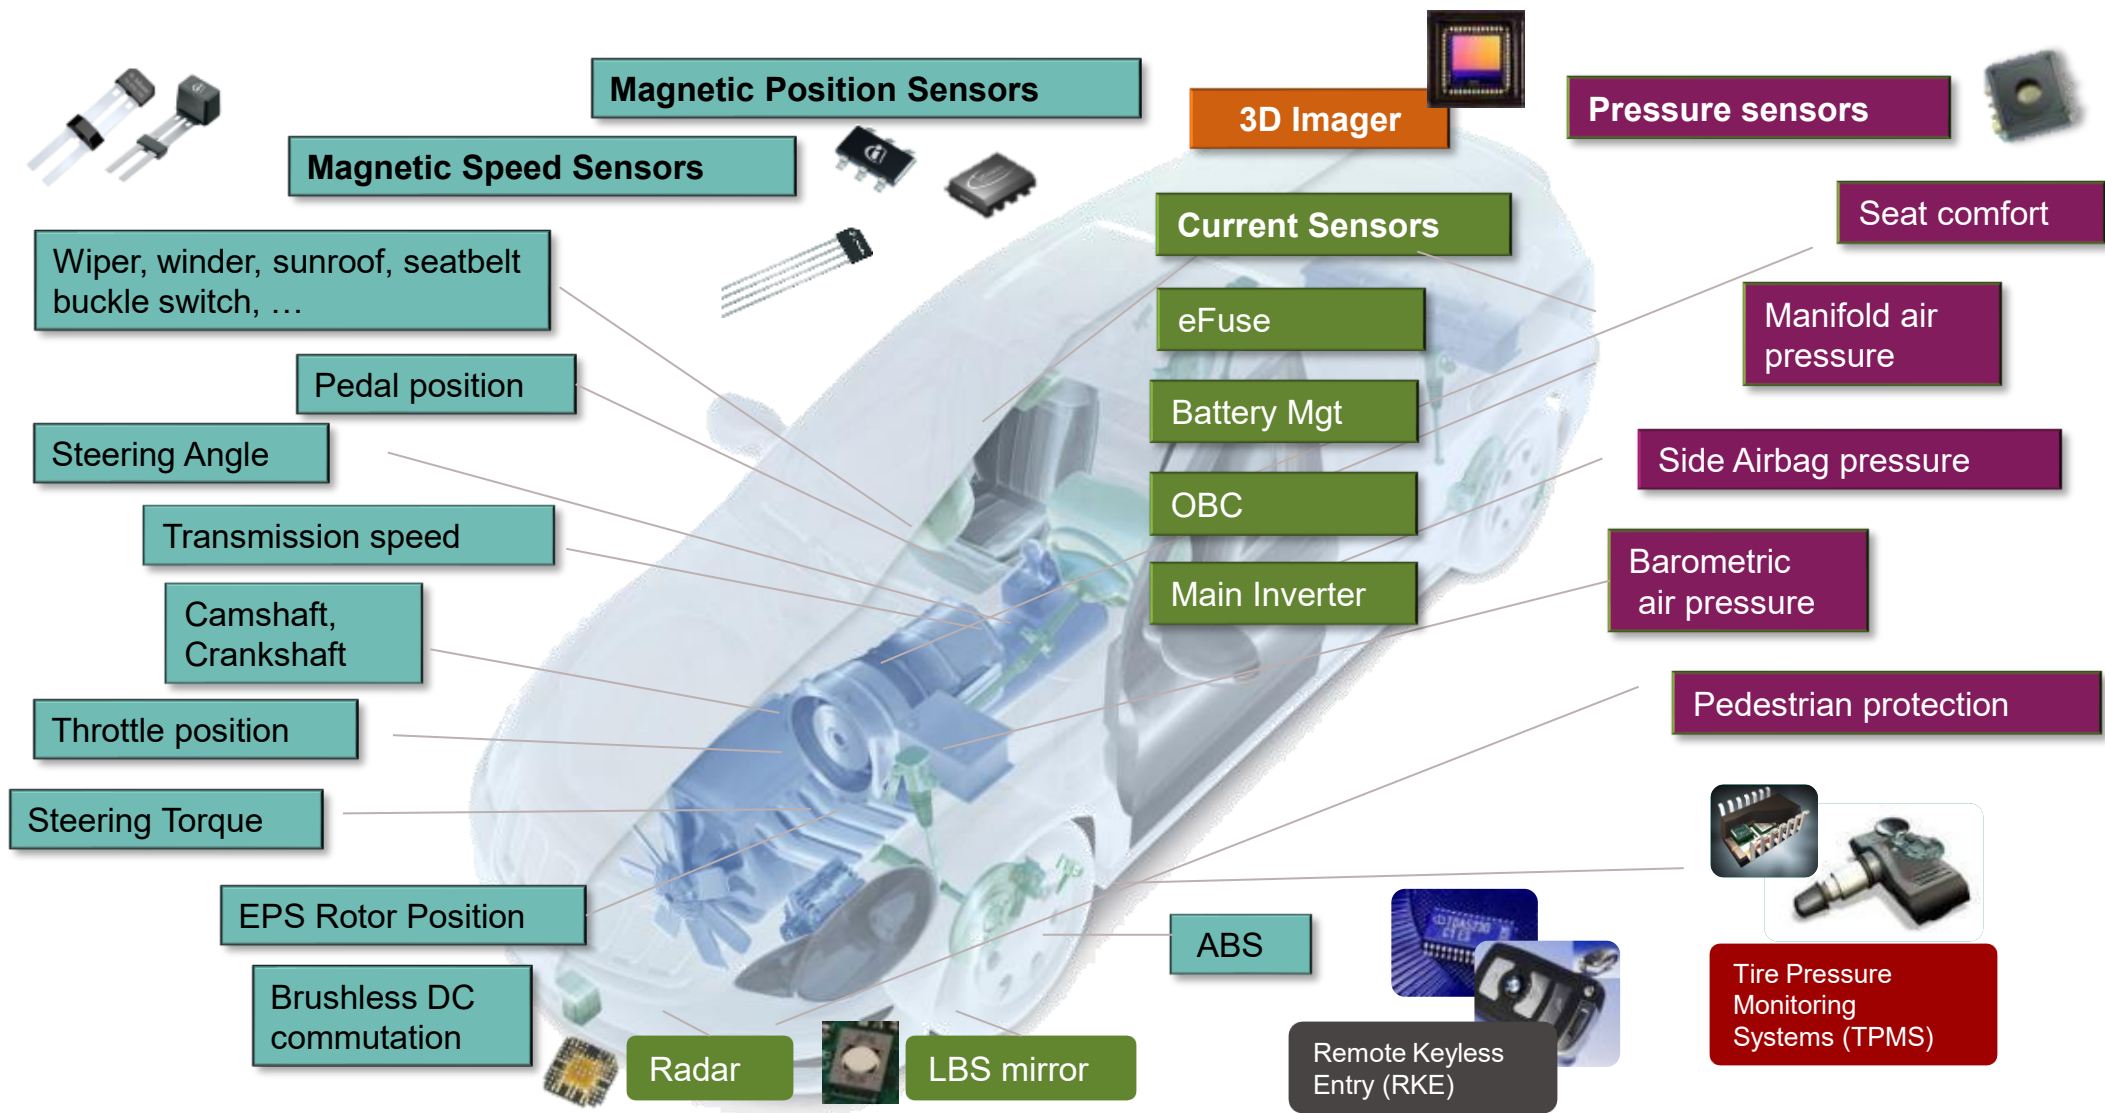 Magnetic Position Sensors
3D Imager
Pressure sensors
Magnetic Speed Sensors
Current Sensors
Seat comfort
Wiper, winder, sunroof, seatbelt
buckle switch, …
eFuse
Manifold air
pressure
Pedal position
Battery Mgt
Steering Angle
Side Airbag pressure
OBC
Transmission speed
Barometric
air pressure
Camshaft,
Crankshaft
Main Inverter
Throttle position
Pedestrian protection
Steering Torque
EPS Rotor Position
ABS
Brushless DC
commutation
Radar
LBS mirror
Remote Keyless
Entry (RKE)
Tire Pressure
Monitoring
Systems (TPMS)